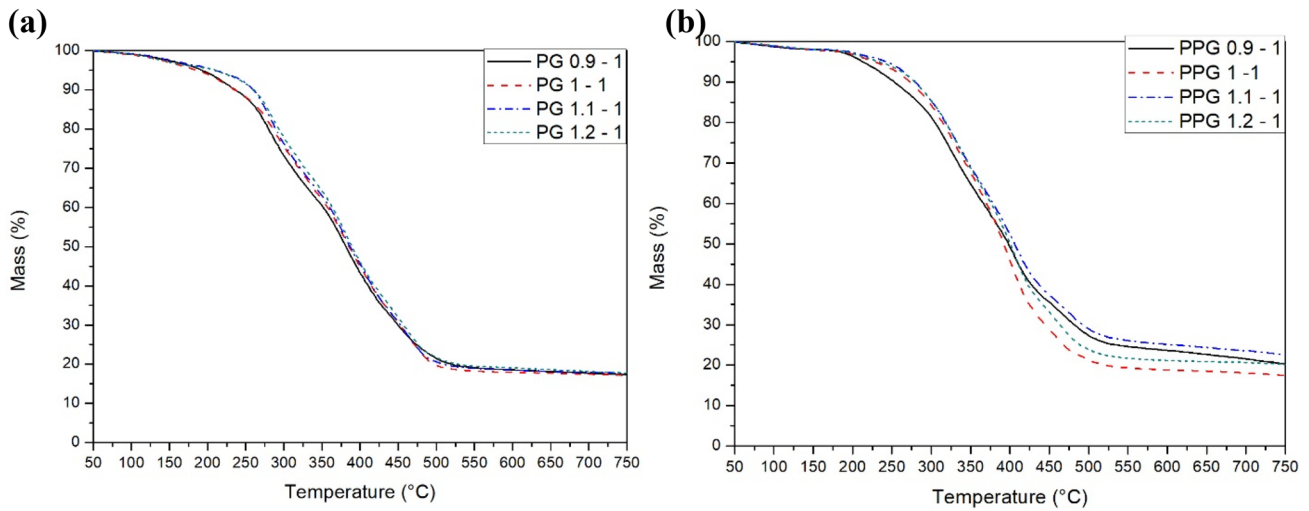 (a)
PG 0.9 - 1
PG 1 - 1
PG 1.1 - 1
PG 1.2 - 1
Mass (%)
100
90
80
70
60
50
40
30
20
10
0
50 100 150 200 250 300 350 400 450 500 550 600 650 700 750
Temperature (°C)
(b)
PPG 0.9 - 1
PPG 1 -1
PPG 1.1 - 1
PPG 1.2 - 1
Mass (%)
100
90
80
70
60
50
40
30
20
10
0
50 100 150 200 250 300 350 400 450 500 550 600 650 700 750
Temperature (°C)